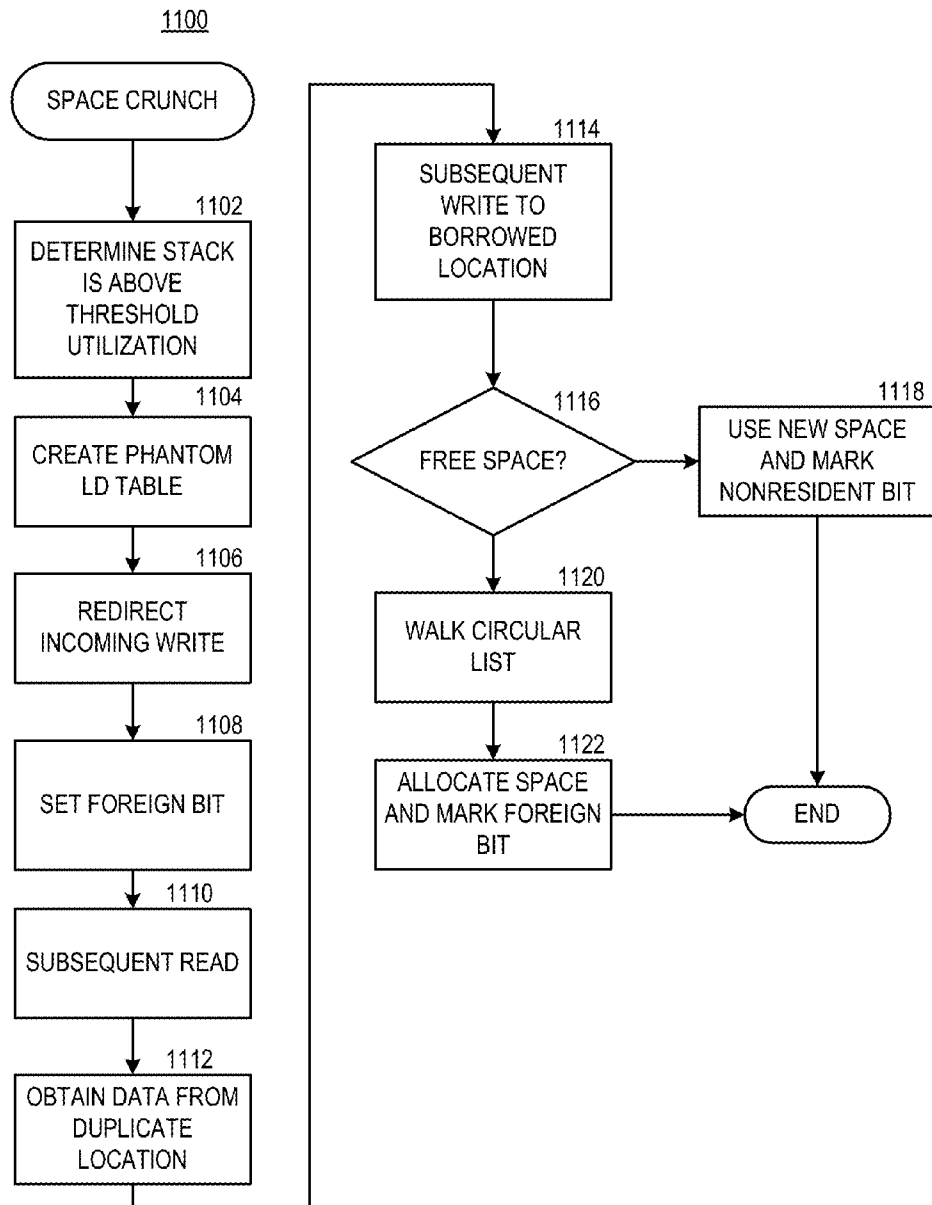 1100
SPACE CRUNCH
1102
DETERMINE STACK
IS ABOVE
THRESHOLD
UTILIZATION
1104
CREATE PHANTOM
LD TABLE
1106
REDIRECT
INCOMING WRITE
1108
SET FOREIGN BIT
1110
SUBSEQUENT READ
1112
OBTAIN DATA FROM
DUPLICATE
LOCATION
1114
SUBSEQUENT
WRITE TO
BORROWED
LOCATION
1116
FREE SPACE?
1118
USE NEW SPACE
AND MARK
NONRESIDENT BIT
1120
WALK CIRCULAR
LIST
1122
ALLOCATE SPACE
AND MARK FOREIGN
BIT
END